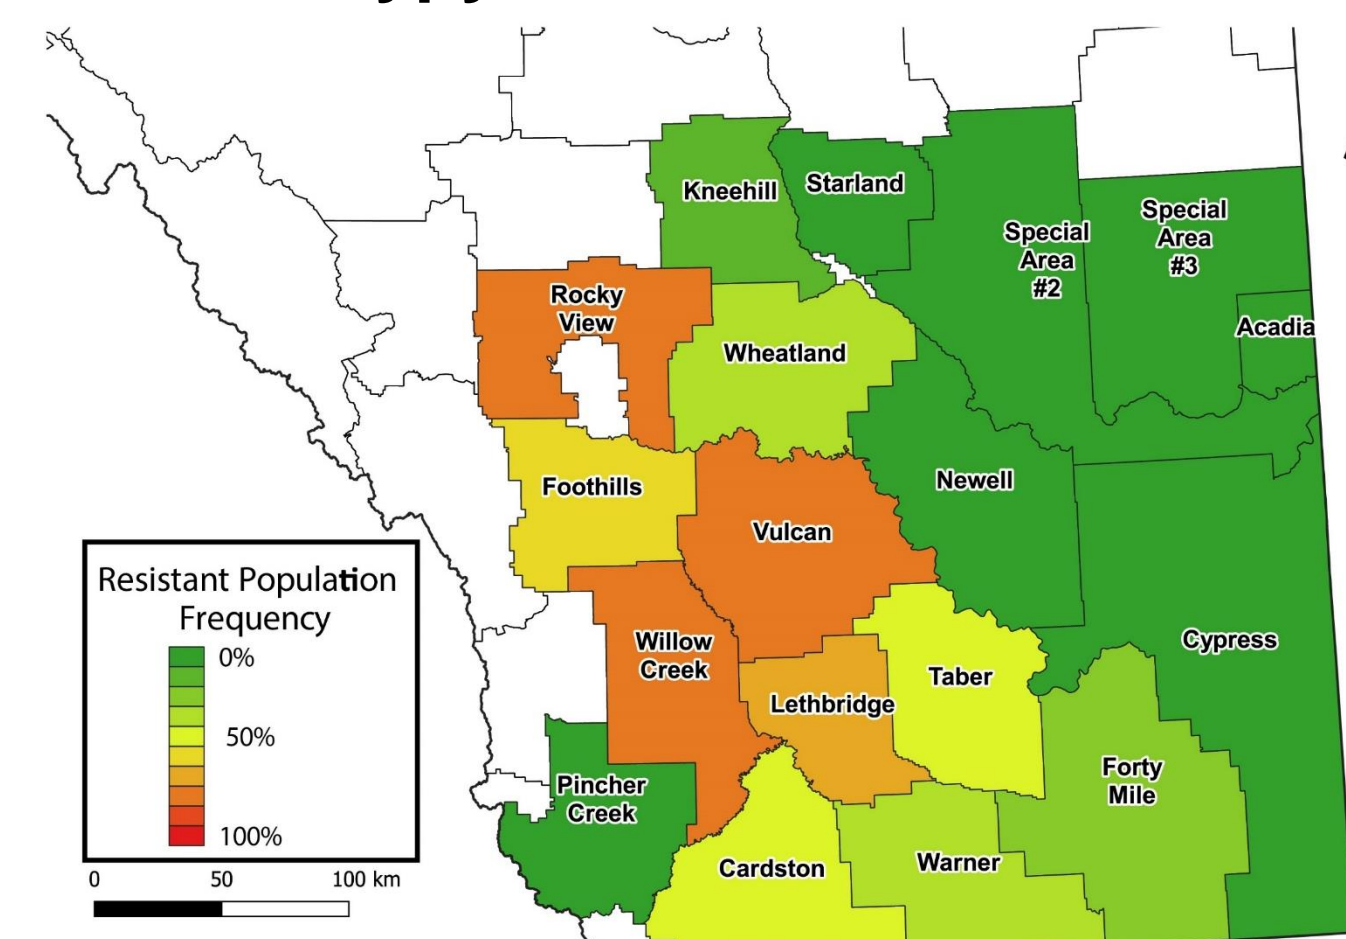 Kneehill
Starland
Special
Area
#2
Special
Area
#3
Acadia
Rocky
View
Wheatland
Foothills
Newell
Vulcan
Willow
Creek
Lethbridge
Taber
Cypress
Pincher
Creek
Forty
Mile
Cardston
Warner
Resistant Population
Frequency
0%
50%
100%
0 50 100 km